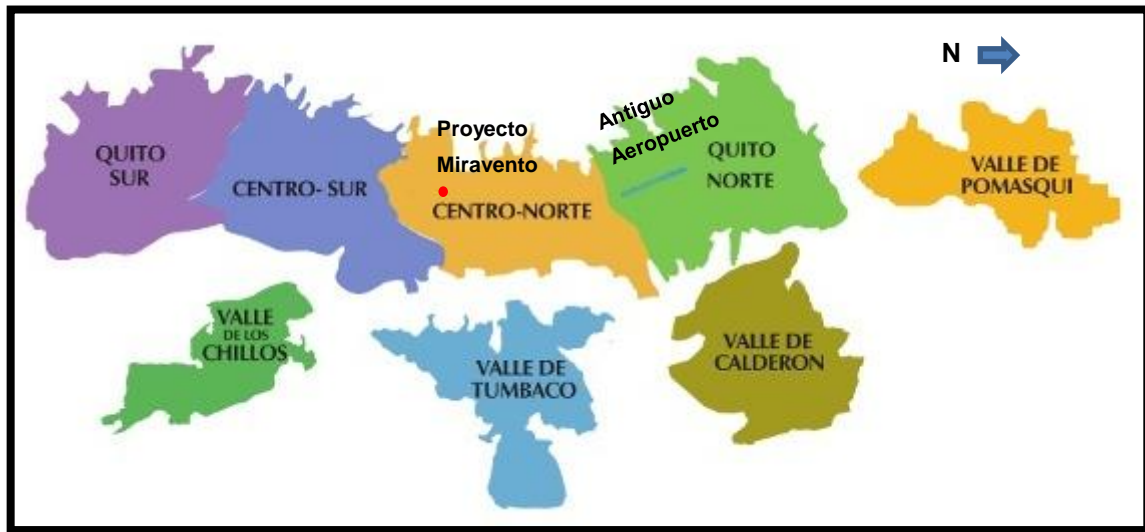 N
Proyecto
Miravento
Antiguo
Aeropuerto
QUITO
SUR
CENTRO- SUR
CENTRO-NORTE
QUITO
NORTE
VALLE DE
POMASQUI
VALLE
DE LOS
CHILLOS
VALLE DE
TUMBACO
VALLE DE
CALDERON